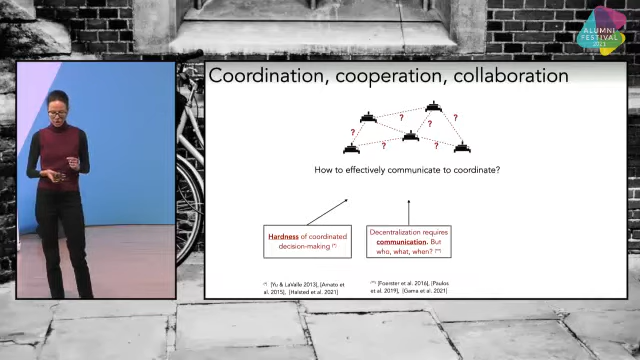 ALUMNI
FESTIVAL
2021
Coordination, cooperation, collaboration
?
?
?
?
?
?
How to effectively communicate to coordinate?
Hardness of coordinated
decision-making (*)
Decentralization requires
communication. But
who, what, when? (**)
(*) [Yu & LaValle 2013], [Amato et
al. 2015], [Halsted et al. 2021]
(**) [Foerster et al. 2016], [Paulos
et al. 2019], [Gama et al. 2021]